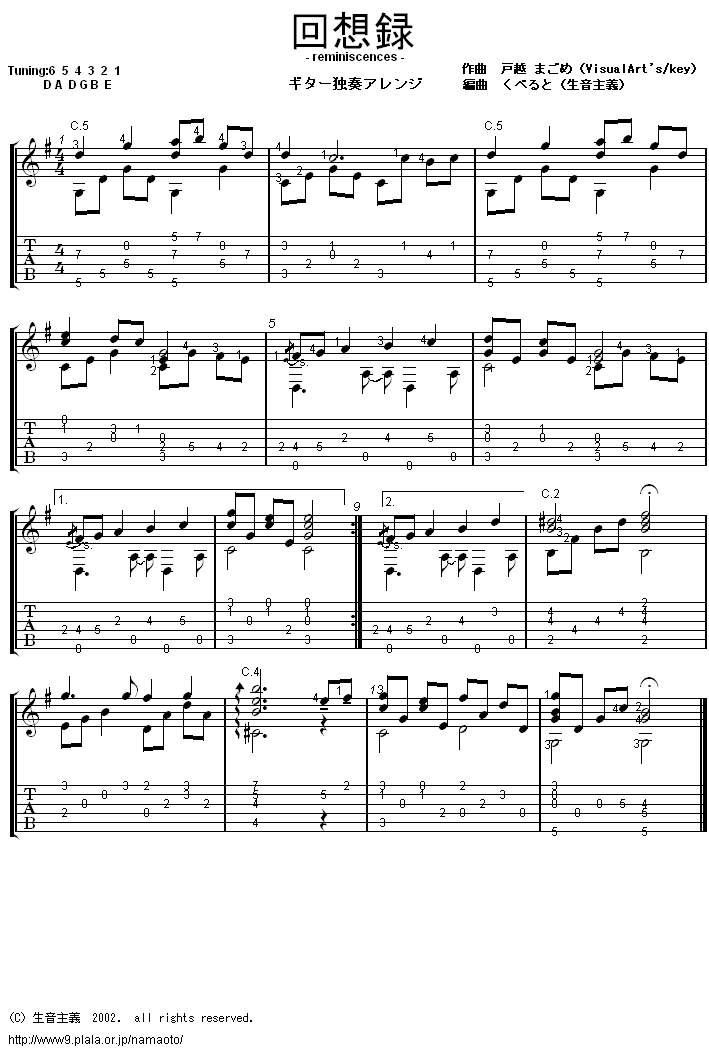 回想録
- reminiscences -
ギター独奏アレンジ
Tuning:6 5 4 3 2 1
D A D G B E
作曲 戸越 まごめ (VisualArt's/key)
編曲 くべると (生音主義)
C.5
C.5
1.
2.
C.2
C.4
(C) 生音主義 2002. all rights reserved.
http://www9.plala.or.jp/namaoto/